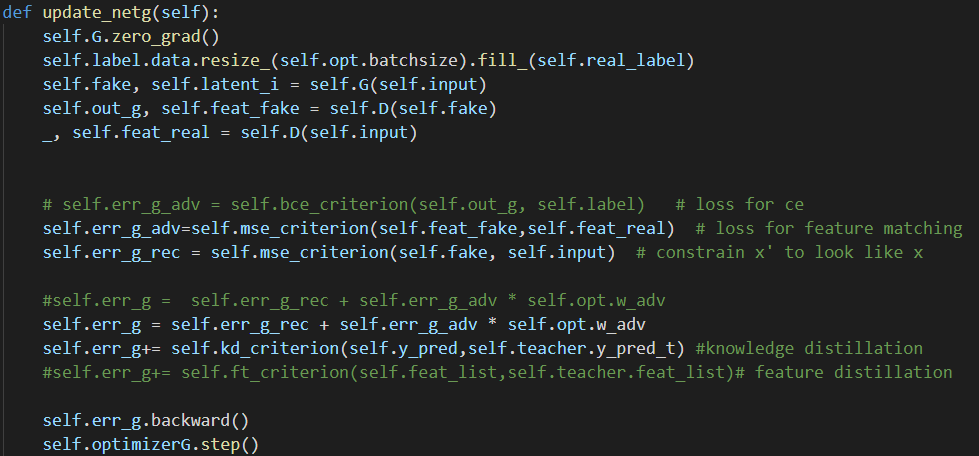 def update_netg(self):
self.G.zero_grad()
self.label.data.resize_(self.opt.batchsize).fill_(self.real_label)
self.fake, self.latent_i = self.G(self.input)
self.out_g, self.feat_fake = self.D(self.fake)
_, self.feat_real = self.D(self.input)
# self.err_g_adv = self.bce_criterion(self.out_g, self.label)   # loss for ce
self.err_g_adv=self.mse_criterion(self.feat_fake,self.feat_real)  # loss for feature matching
self.err_g_rec = self.mse_criterion(self.fake, self.input)  # constrain x' to look like x
#self.err_g =  self.err_g_rec + self.err_g_adv * self.opt.w_adv
self.err_g = self.err_g_rec + self.err_g_adv * self.opt.w_adv
self.err_g+= self.kd_criterion(self.y_pred,self.teacher.y_pred_t) #knowledge distillation
#self.err_g+= self.ft_criterion(self.feat_list,self.teacher.feat_list)# feature distillation
self.err_g.backward()
self.optimizerG.step()